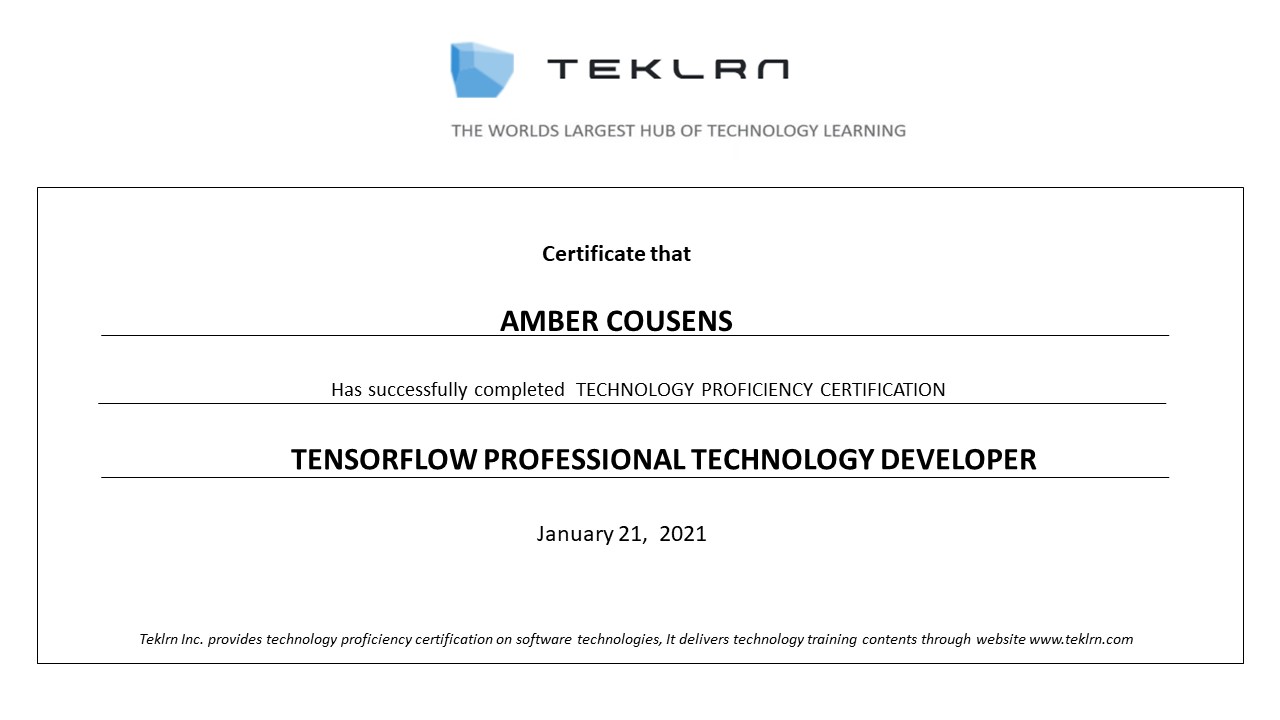 TEKLRN
THE WORLDS LARGEST HUB OF TECHNOLOGY LEARNING
Certificate that
AMBER COUSENS
Has successfully completed TECHNOLOGY PROFICIENCY CERTIFICATION
TENSORFLOW PROFESSIONAL TECHNOLOGY DEVELOPER
January 21, 2021
Teklrn Inc. provides technology proficiency certification on software technologies, It delivers technology training contents through website www.teklrn.com